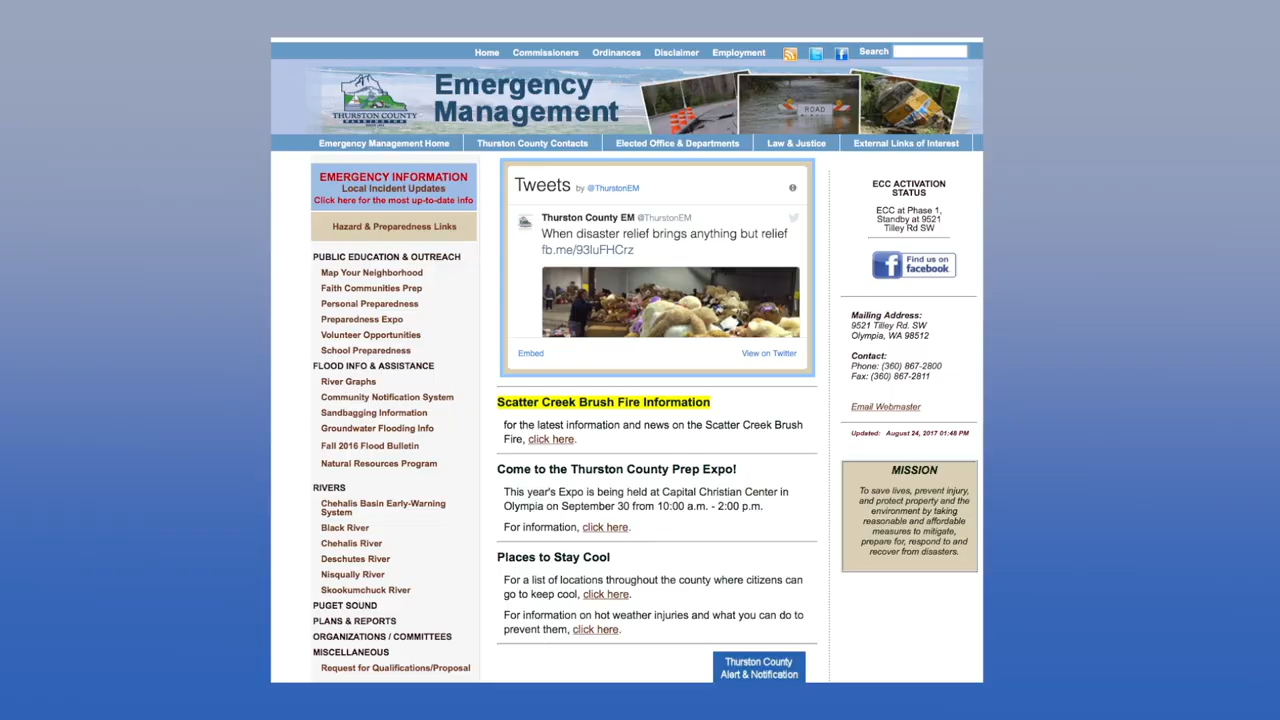 Home Commissioners Ordinances Disclaimer Employment Search
THURSTON COUNTY
WASHINGTON
Emergency
Management
ROAD
Emergency Management Home Thurston County Contacts Elected Office & Departments Law & Justice External Links of Interest
EMERGENCY INFORMATION
Local Incident Updates
Click here for the most up-to-date info
Hazard & Preparedness Links
PUBLIC EDUCATION & OUTREACH
Map Your Neighborhood
Faith Communities Prep
Personal Preparedness
Preparedness Expo
Volunteer Opportunities
School Preparedness
FLOOD INFO & ASSISTANCE
River Graphs
Community Notification System
Sandbagging Information
Groundwater Flooding Info
Fall 2016 Flood Bulletin
Natural Resources Program
RIVERS
Chehalis Basin Early-Warning
System
Black River
Chehalis River
Deschutes River
Nisqually River
Skookumchuck River
PUGET SOUND
PLANS & REPORTS
ORGANIZATIONS / COMMITTEES
MISCELLANEOUS
Request for Qualifications/Proposal
Tweets by @ThurstonEM
Thurston County EM @ThurstonEM
When disaster relief brings anything but relief
fb.me/93IuFHCrz
Embed View on Twitter
Scatter Creek Brush Fire Information
for the latest information and news on the Scatter Creek Brush
Fire, click here.
Come to the Thurston County Prep Expo!
This year's Expo is being held at Capital Christian Center in
Olympia on September 30 from 10:00 a.m. - 2:00 p.m.
For information, click here.
Places to Stay Cool
For a list of locations throughout the county where citizens can
go to keep cool, click here.
For information on hot weather injuries and what you can do to
prevent them, click here.
Thurston County
Alert & Notification
ECC ACTIVATION
STATUS
ECC at Phase 1,
Standby at 9521
Tilley Rd SW
Find us on
facebook.
Mailing Address:
9521 Tilley Rd. SW
Olympia, WA 98512
Contact:
Phone: (360) 867-2800
Fax: (360) 867-2811
Email Webmaster
Updated: August 24, 2017 01:48 PM
MISSION
To save lives, prevent injury,
and protect property and the
environment by taking
reasonable and affordable
measures to mitigate,
prepare for, respond to and
recover from disasters.